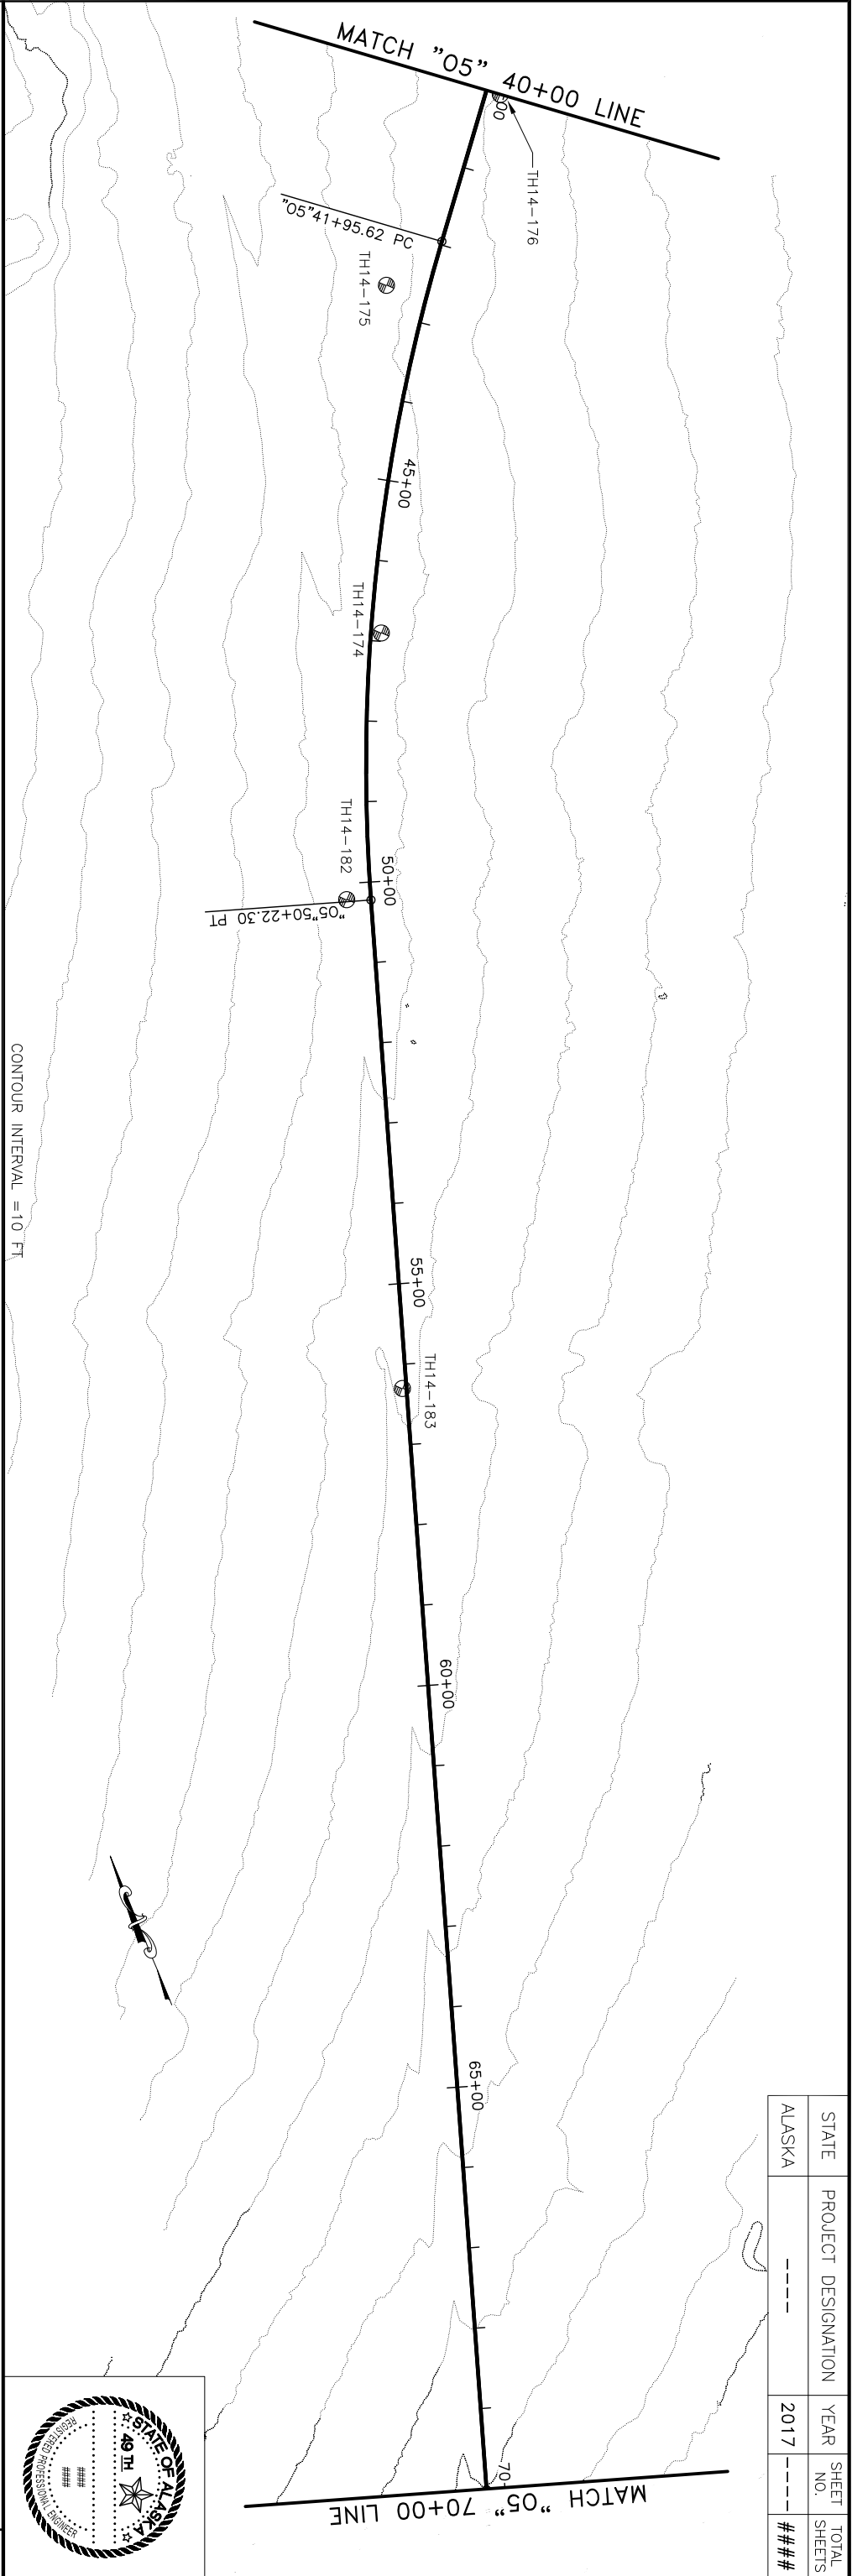 MATCH "05" 40+00 LINE
00
TH14-176
"05"41+95.62 PC
TH14-175
45+00
TH14-174
TH14-182
50+00
"05"50+22.30 PT
CONTOUR INTERVAL =10 FT
55+00
TH14-183
60+00
65+00
70
MATCH "05" 70+00 LINE
STATE
PROJECT DESIGNATION
YEAR
SHEET
NO.
TOTAL
SHEETS
ALASKA
----
2017
----
####
STATE OF ALASKA
49 TH
####
####
REGISTERED PROFESSIONAL ENGINEER